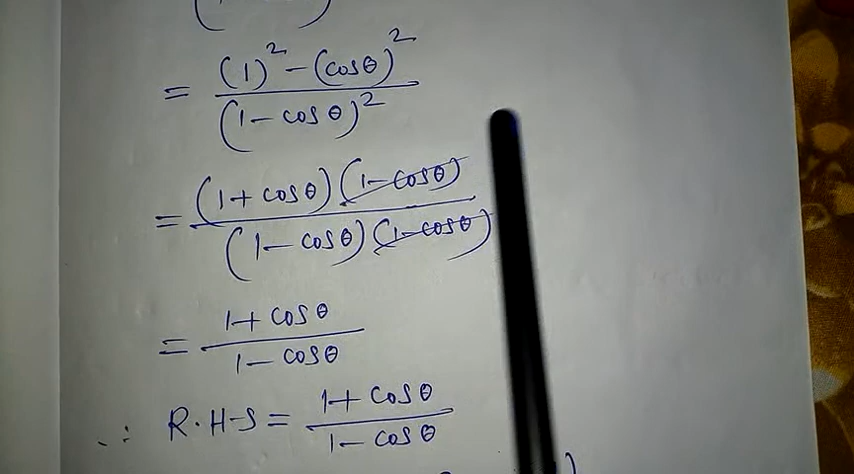 = (1)² - (cosθ)² / (1 - cosθ)²
= (1 + cosθ)(1 - cosθ) / (1 - cosθ)(1 - cosθ)
= 1 + cosθ / 1 - cosθ
∴ R.H-S = 1 + cosθ / 1 - cosθ